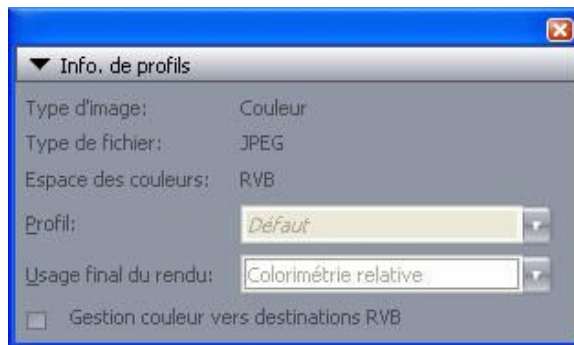 Info. de profils
Type d'image: Couleur
Type de fichier: JPEG
Espace des couleurs: RVB
Profil: Défaut
Usage final du rendu: Colorimétrie relative
Gestion couleur vers destinations RVB